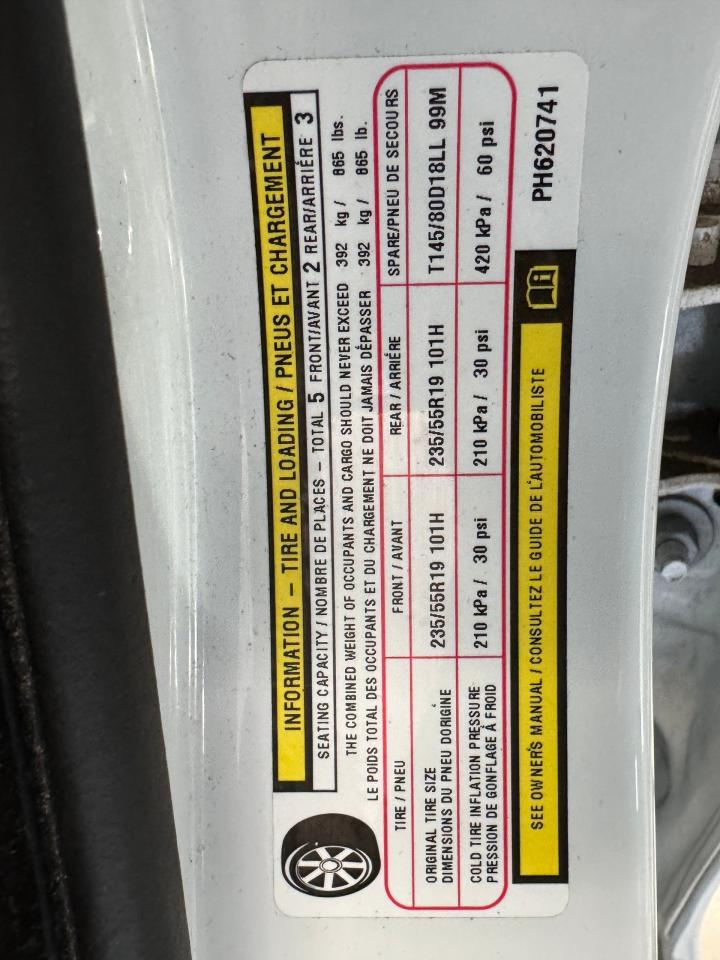 INFORMATION – TIRE AND LOADING / PNEUS ET CHARGEMENT
SEATING CAPACITY / NOMBRE DE PLACES – TOTAL 5 FRONT/AVANT 2 REAR/ARRIÉRE 3
THE COMBINED WEIGHT OF OCCUPANTS AND CARGO SHOULD NEVER EXCEED 392 kg / 865 lbs.
LE POIDS TOTAL DES OCCUPANTS ET DU CHARGEMENT NE DOIT JAMAIS DÉPASSER 392 kg / 865 lb.
TIRE / PNEU FRONT / AVANT REAR / ARRIÉRE SPARE/PNEU DE SECOURS
ORIGINAL TIRE SIZE
DIMENSIONS DU PNEU DORIGINE 235/55R19 101H 235/55R19 101H T145/80D18LL 99M
COLD TIRE INFLATION PRESSURE
PRESSION DE GONFLAGE À FROID 210 kPa / 30 psi 210 kPa / 30 psi 420 kPa / 60 psi
SEE OWNER'S MANUAL / CONSULTEZ LE GUIDE DE L'AUTOMOBILISTE
PH620741